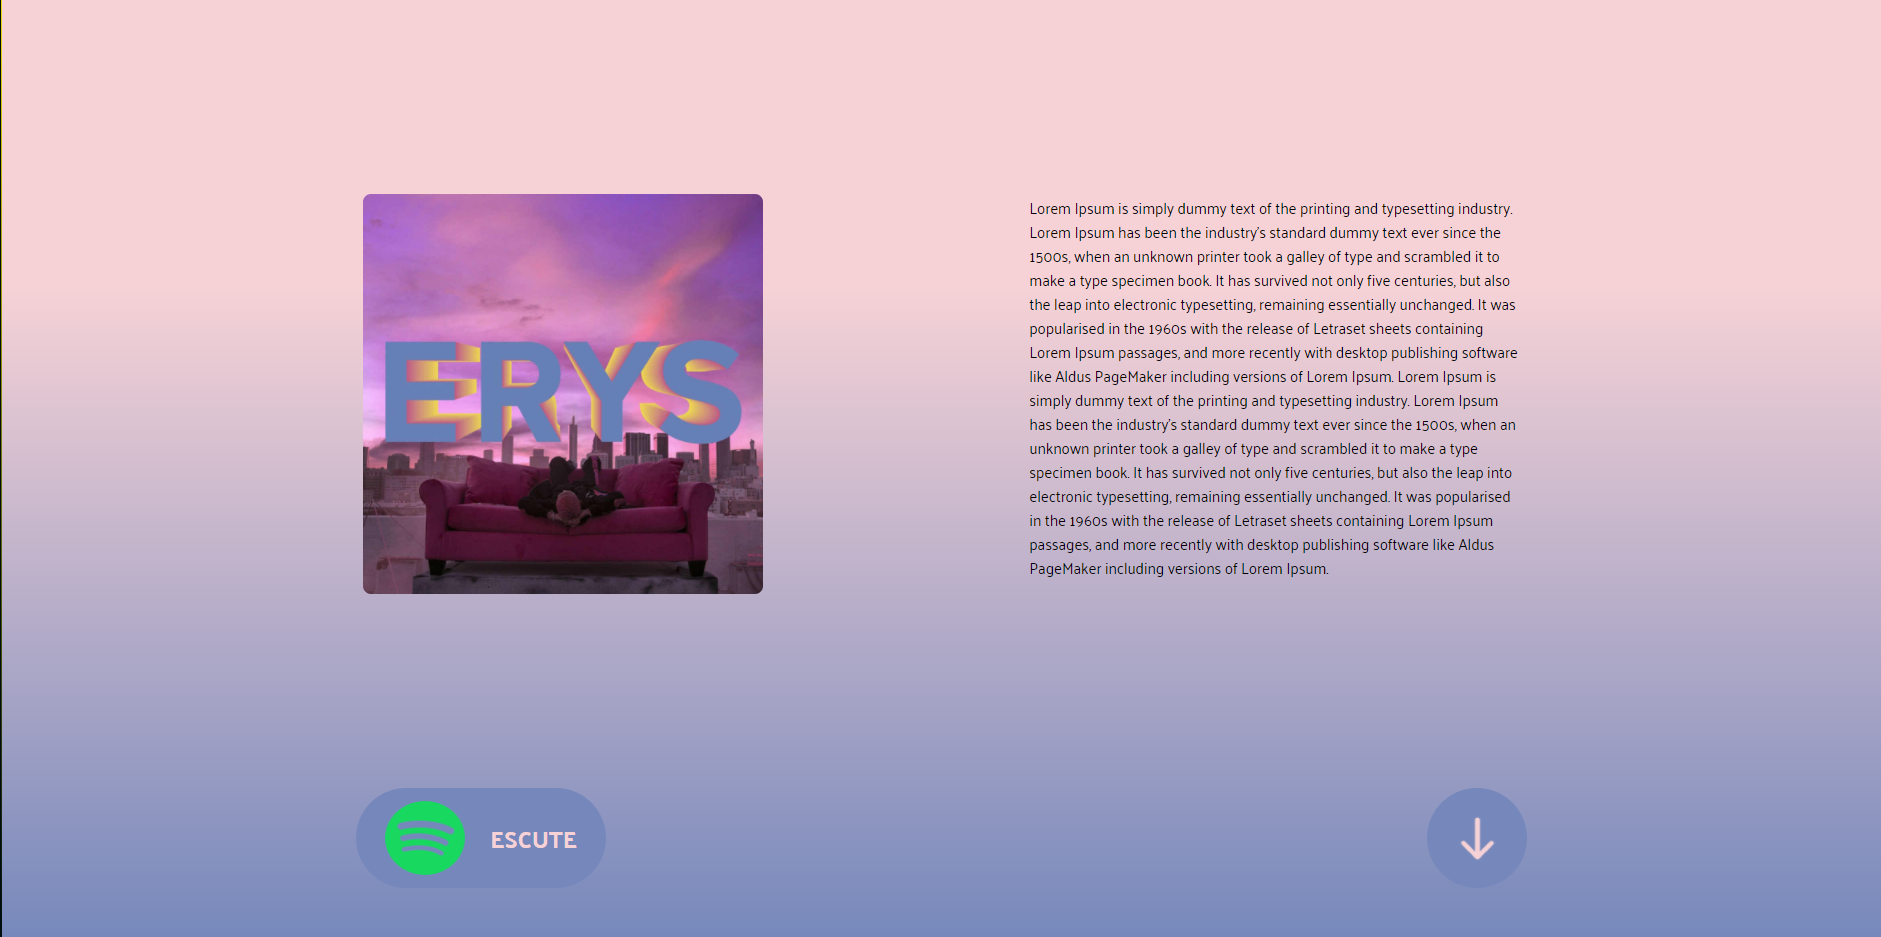 ERYS
Lorem Ipsum is simply dummy text of the printing and typesetting industry.
Lorem Ipsum has been the industry's standard dummy text ever since the
1500s, when an unknown printer took a galley of type and scrambled it to
make a type specimen book. It has survived not only five centuries, but also
the leap into electronic typesetting, remaining essentially unchanged. It was
popularised in the 1960s with the release of Letraset sheets containing
Lorem Ipsum passages, and more recently with desktop publishing software
like Aldus PageMaker including versions of Lorem Ipsum. Lorem Ipsum is
simply dummy text of the printing and typesetting industry. Lorem Ipsum
has been the industry's standard dummy text ever since the 1500s, when an
unknown printer took a galley of type and scrambled it to make a type
specimen book. It has survived not only five centuries, but also the leap into
electronic typesetting, remaining essentially unchanged. It was popularised
in the 1960s with the release of Letraset sheets containing Lorem Ipsum
passages, and more recently with desktop publishing software like Aldus
PageMaker including versions of Lorem Ipsum.
ESCUTE